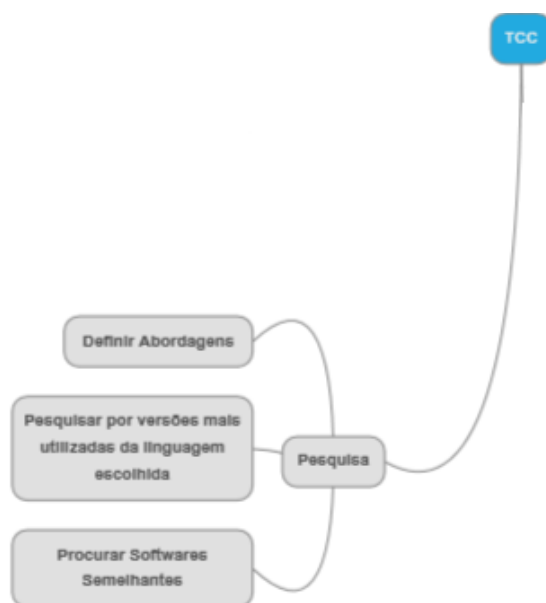 TCC
Definir Abordagens
Pesquisar por versões mais
utilizadas da linguagem
escolhida
Pesquisa
Procurar Softwares
Semelhantes